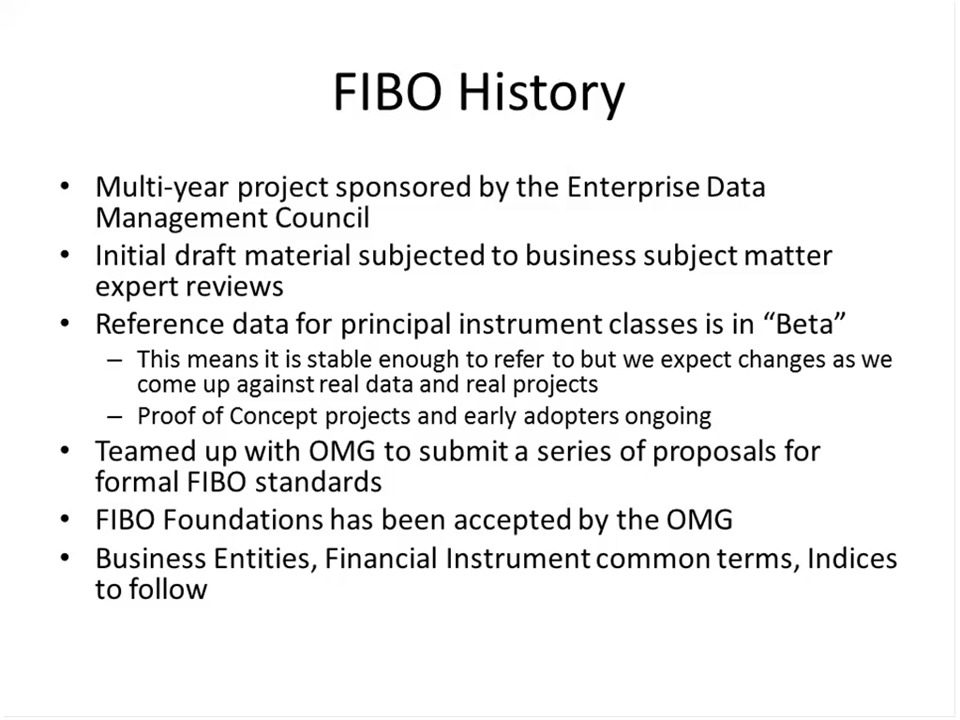 FIBO History
• Multi-year project sponsored by the Enterprise Data
Management Council
• Initial draft material subjected to business subject matter
expert reviews
• Reference data for principal instrument classes is in “Beta”
– This means it is stable enough to refer to but we expect changes as we
come up against real data and real projects
– Proof of Concept projects and early adopters ongoing
• Teamed up with OMG to submit a series of proposals for
formal FIBO standards
• FIBO Foundations has been accepted by the OMG
• Business Entities, Financial Instrument common terms, Indices
to follow